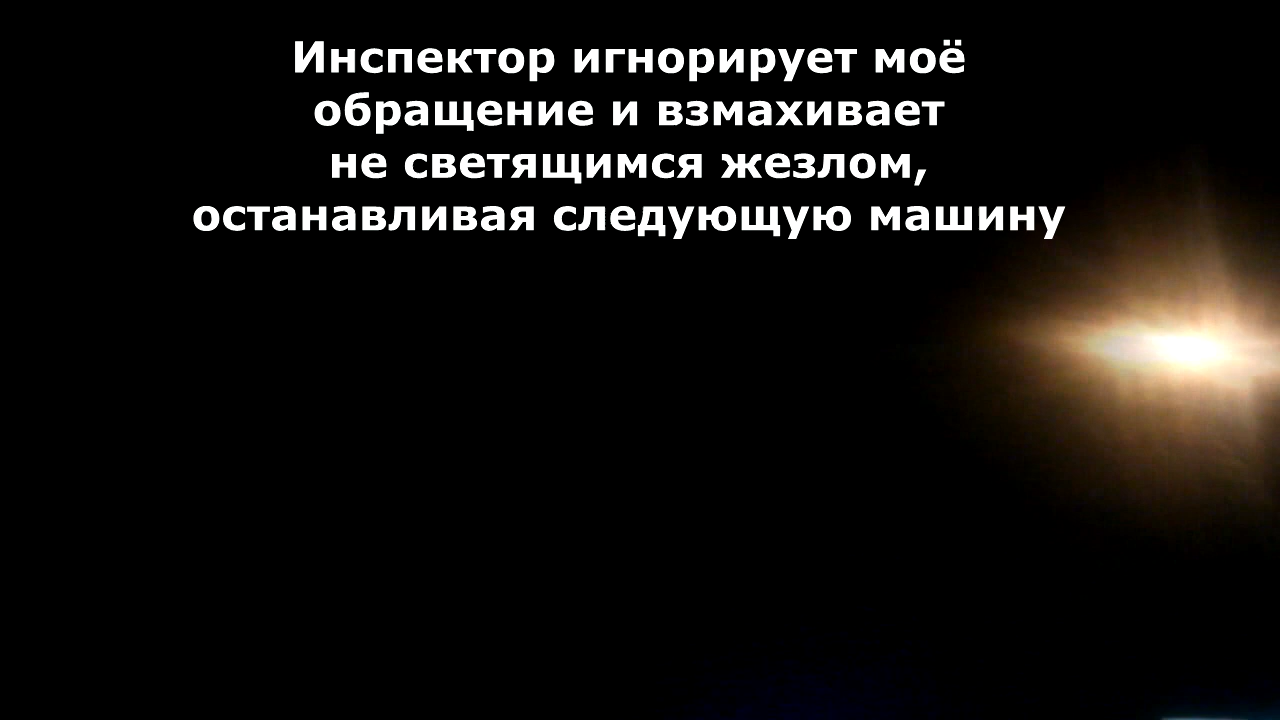 Инспектор игнорирует моё
обращение и взмахивает
не светящимся жезлом,
останавливая следующую машину